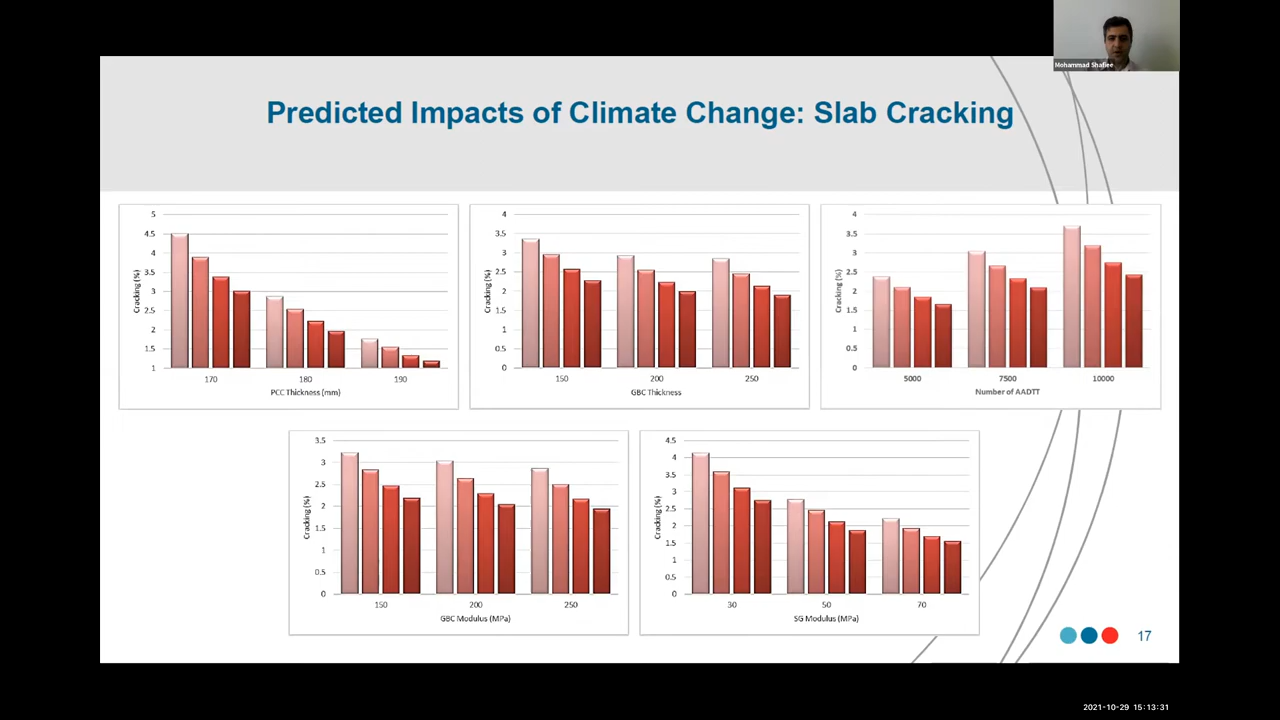 Mohammad Shafiee
Predicted Impacts of Climate Change: Slab Cracking
5
4.5
4
3.5
3
2.5
2
1.5
1
Cracking (%)
170 180 190
PCC Thickness (mm)
4
3.5
3
2.5
2
1.5
1
0.5
0
Cracking (%)
150 200 250
GBC Thickness
4
3.5
3
2.5
2
1.5
1
0.5
0
Cracking (%)
5000 7500 10000
Number of AADTT
3.5
3
2.5
2
1.5
1
0.5
0
Cracking (%)
150 200 250
GBC Modulus (MPa)
4.5
4
3.5
3
2.5
2
1.5
1
0.5
0
Cracking (%)
30 50 70
SG Modulus (MPa)
17
2021-10-29 15:13:31